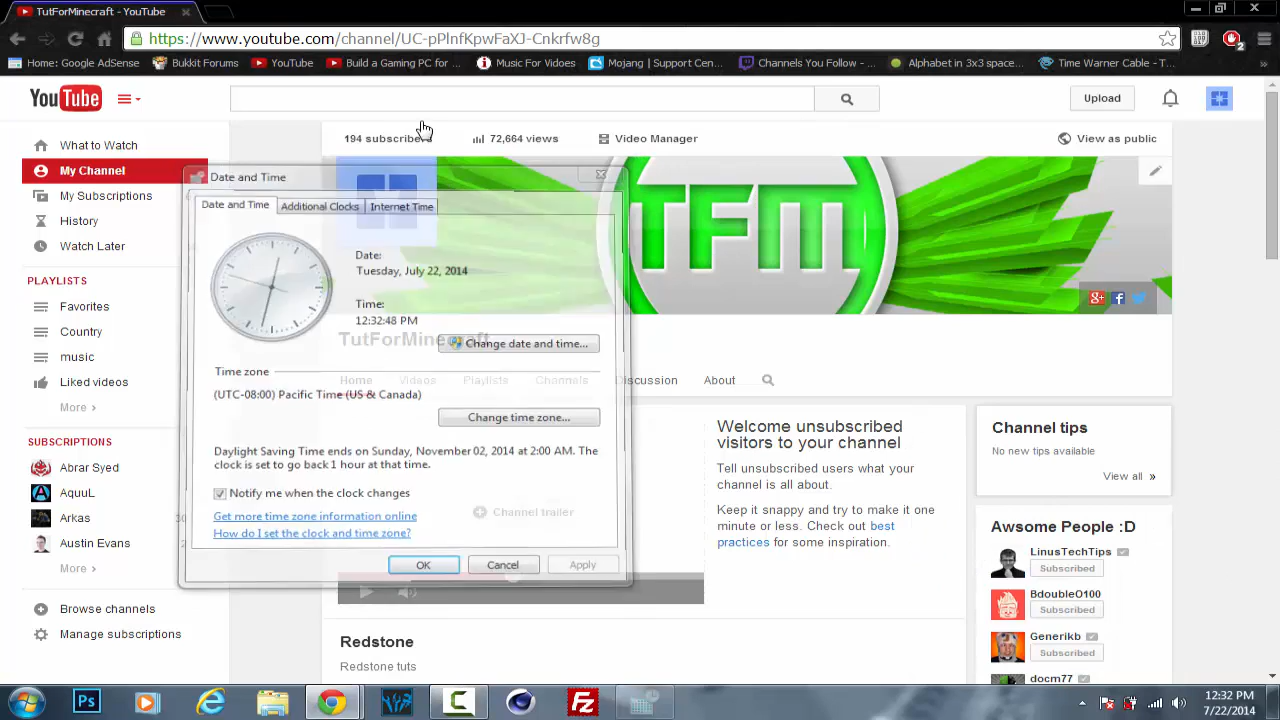 TutForMinecraft - YouTube
https://www.youtube.com/channel/UC-pPlnfKpwFaXJ-Cnkrfw8g
2
Home: Google AdSense
Bukkit Forums
YouTube
Build a Gaming PC for ...
Music For Videos
Mojang | Support Cen...
Channels You Follow - ...
Alphabet in 3x3 space...
Time Warner Cable - T...
»
YouTube
Upload
194 subscribers
72,664 views
Video Manager
View as public
What to Watch
My Channel
My Subscriptions
History
Watch Later
PLAYLISTS
Favorites
Country
music
Liked videos
More ›
SUBSCRIPTIONS
Abrar Syed
AquuL
Arkas
30
Austin Evans
More ›
Browse channels
Manage subscriptions
Date and Time
Date and Time
Additional Clocks
Internet Time
Date:
Tuesday, July 22, 2014
Time:
12:32:48 PM
Change date and time...
Time zone
(UTC-08:00) Pacific Time (US & Canada)
Change time zone...
Daylight Saving Time ends on Sunday, November 02, 2014 at 2:00 AM. The
clock is set to go back 1 hour at that time.
Notify me when the clock changes
Get more time zone information online
How do I set the clock and time zone?
OK
Cancel
Apply
TFM
TutForMinecraft
Home
Videos
Playlists
Channels
Discussion
About
Channel trailer
Welcome unsubscribed
visitors to your channel
Tell unsubscribed users what your
channel is all about.
Keep it snappy and try to make it one
minute or less. Check out best
practices for some inspiration.
Redstone
Redstone tuts
Channel tips
No new tips available
View all »
Awsome People :D
LinusTechTips
Subscribed
BdoubleO100
Subscribed
Generikb
Subscribed
docm77
12:32 PM
7/22/2014